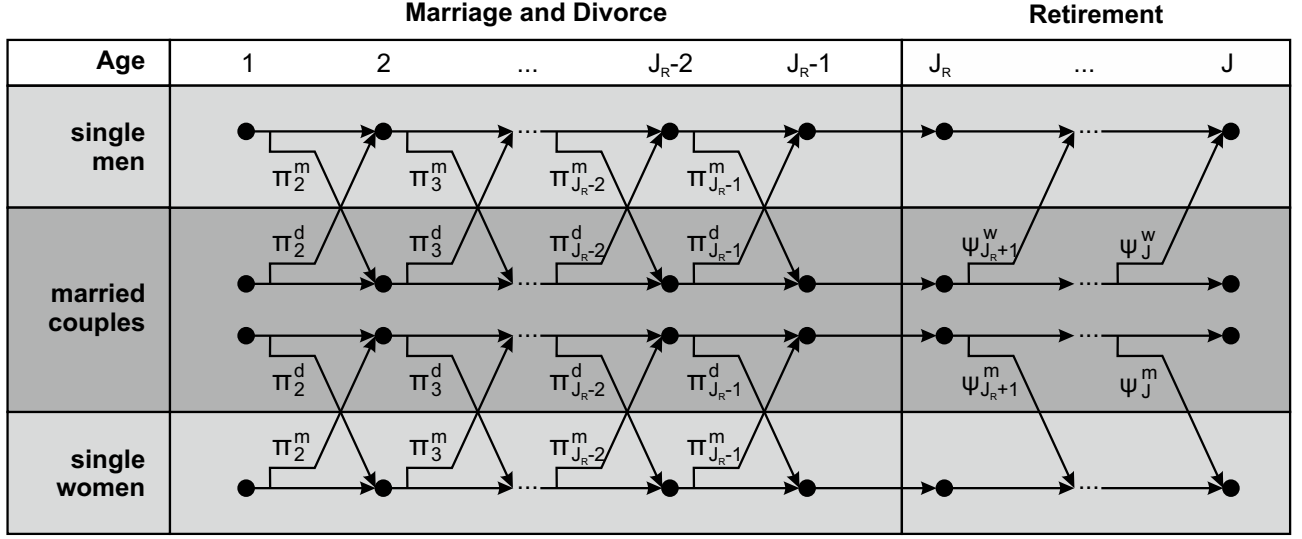 Marriage and Divorce Retirement
Age 1 2 ... J_R-2 J_R-1 J_R ... J
single
men
... ... ...
π_2^m π_3^m π_{J_R-2}^m π_{J_R-1}^m
π_2^d π_3^d π_{J_R-2}^d π_{J_R-1}^d ψ_{J_R+1}^w ψ_J^w
married
couples
... ... ...
... ... ...
π_2^d π_3^d π_{J_R-2}^d π_{J_R-1}^d ψ_{J_R+1}^m ψ_J^m
π_2^m π_3^m π_{J_R-2}^m π_{J_R-1}^m
single
women
... ... ...